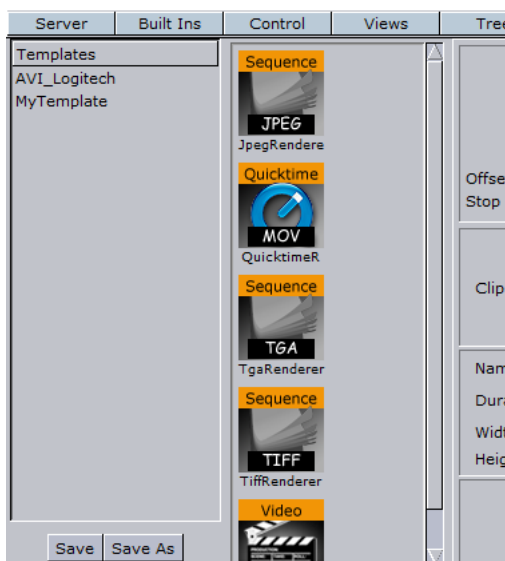 Server Built Ins Control Views Tree
Templates
AVI_Logitech
MyTemplate
Save Save As
Sequence
JPEG
JpegRendere
Quicktime
MOV
QuicktimeR
Sequence
TGA
TgaRenderer
Sequence
TIFF
TiffRenderer
Video
Offse
Stop
Clip
Nam
Dura
Widt
Heig